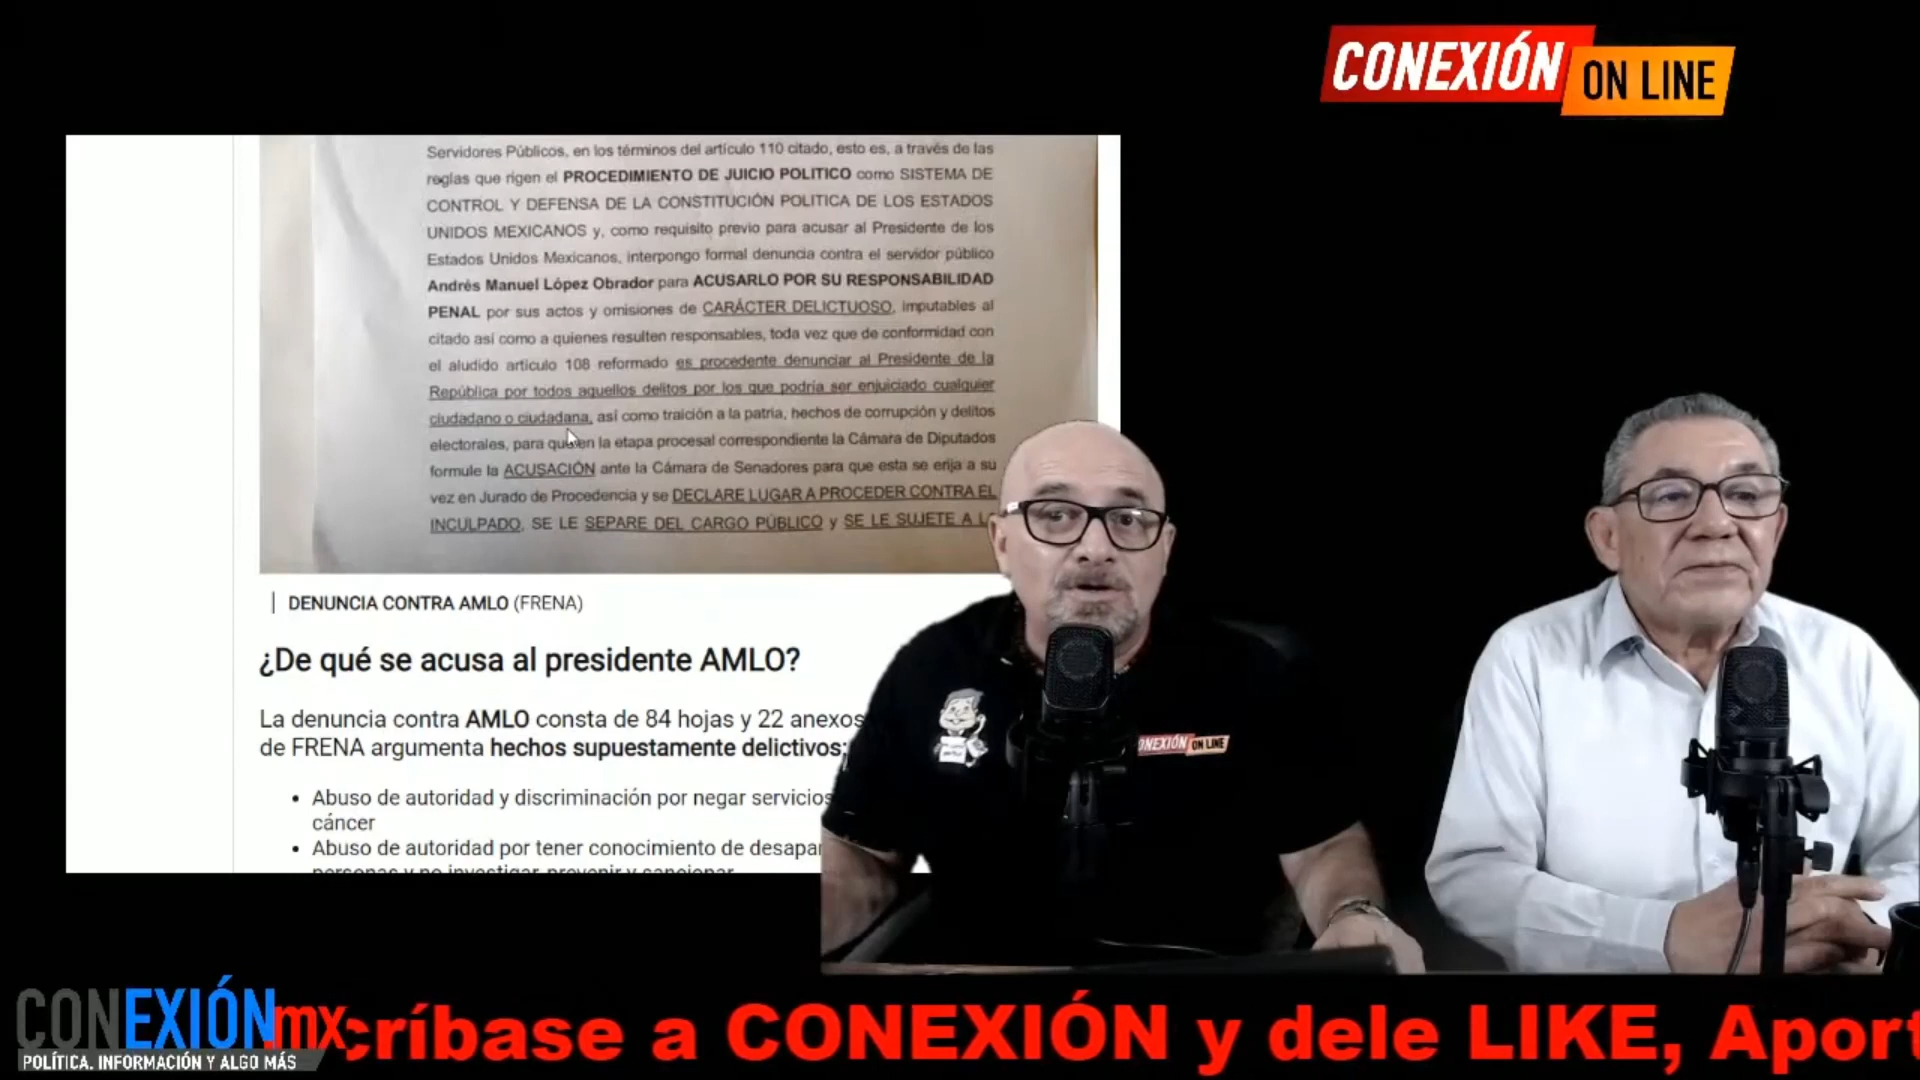 CONEXIÓN
ON LINE
Servidores Públicos, en los términos del artículo 110 citado, esto es, a través de las
reglas que rigen el PROCEDIMIENTO DE JUICIO POLITICO como SISTEMA DE
CONTROL Y DEFENSA DE LA CONSTITUCIÓN POLITICA DE LOS ESTADOS
UNIDOS MEXICANOS y, como requisito previo para acusar al Presidente de los
Estados Unidos Mexicanos, interpongo formal denuncia contra el servidor público
Andrés Manuel López Obrador para ACUSARLO POR SU RESPONSABILIDAD
PENAL por sus actos y omisiones de CARÁCTER DELICTUOSO, imputables al
citado así como a quienes resulten responsables, toda vez que de conformidad con
el aludido articulo 108 reformado es procedente denunciar al Presidente de la
República por todos aquellos delitos por los que podría ser enjuiciado cualquier
ciudadano o ciudadana, así como traición a la patria, hechos de corrupción y delitos
electorales, para que en la etapa procesal correspondiente la Cámara de Diputados
formule la ACUSACIÓN ante la Cámara de Senadores para que esta se erija a su
vez en Jurado de Procedencia y se DECLARE LUGAR A PROCEDER CONTRA EL
INCULPADO, SE LE SEPARE DEL CARGO PÚBLICO y SE LE SUJETE A
DENUNCIA CONTRA AMLO (FRENA)
¿De qué se acusa al presidente AMLO?
La denuncia contra AMLO consta de 84 hojas y 22 anexos
de FRENA argumenta hechos supuestamente delictivos;
• Abuso de autoridad y discriminación por negar servicios
cáncer
• Abuso de autoridad por tener conocimiento de desapar
personas y no investigar, prevenir y sancionar
ONEXIÓN ON LINE
CONEXIÓN.mx
POLÍTICA, INFORMACIÓN Y ALGO MÁS
críbase a CONEXIÓN y dele LIKE, Aport